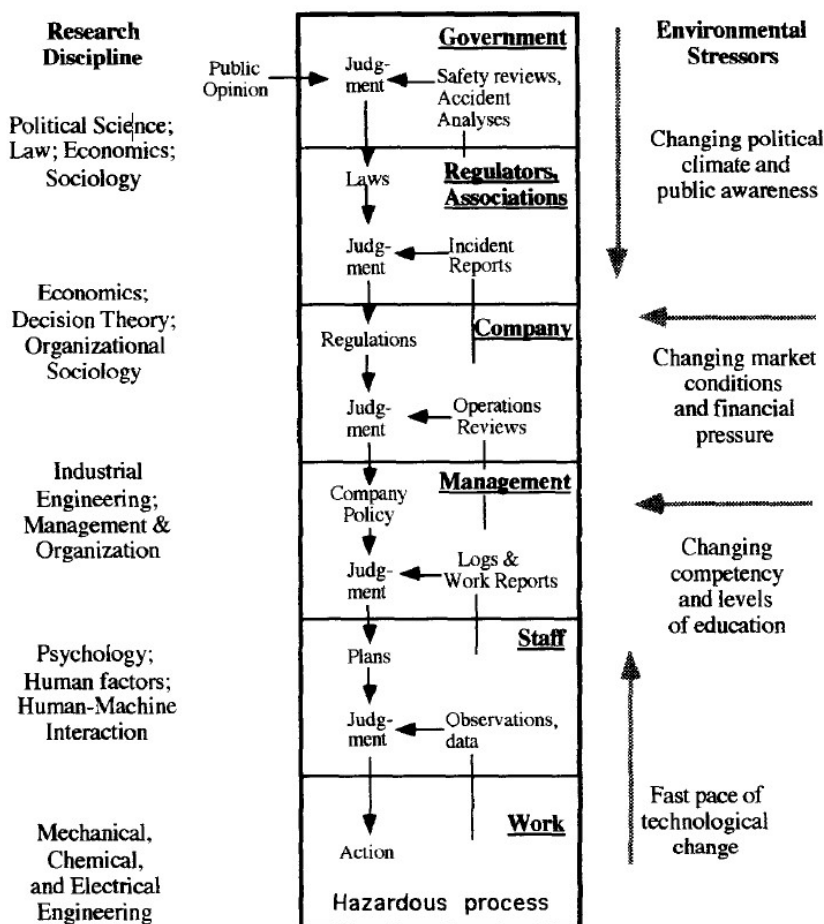 Research
Discipline
Political Science;
Law; Economics;
Sociology
Economics;
Decision Theory;
Organizational
Sociology
Industrial
Engineering;
Management &
Organization
Psychology;
Human factors;
Human-Machine
Interaction
Mechanical,
Chemical,
and Electrical
Engineering
Public
Opinion
Government
Judg-
ment
Safety reviews,
Accident
Analyses
Laws
Regulators,
Associations
Judg-
ment
Incident
Reports
Company
Regulations
Judg-
ment
Operations
Reviews
Management
Company
Policy
Judg-
ment
Logs &
Work Reports
Staff
Plans
Judg-
ment
Observations,
data
Work
Action
Hazardous process
Environmental
Stressors
Changing political
climate and
public awareness
Changing market
conditions
and financial
pressure
Changing
competency
and levels
of education
Fast pace of
technological
change